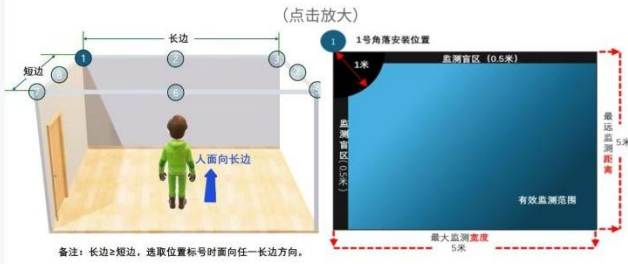 （点击放大）
长边
短边
1
2
3
8
7
6
人面向长边
备注：长边≥短边，选取位置标号时面向任一长边方向。
1
1号角落安装位置
监测盲区（0.5米）
1米
监测盲区(0.5米)
有效监测范围
最远监测距离
5米
最大监测宽度
5米